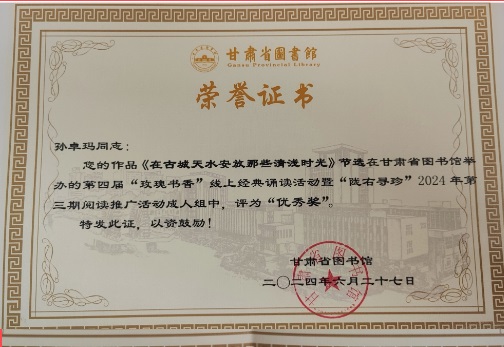 甘肃省圖書館
Gansu Provincial Library
荣誉证书
孙卓玛同志：
您的作品《在古城天水安放那些清浅时光》节选在甘肃省图书馆举
办的第四届“玫瑰书香”线上经典诵读活动暨“陇右寻珍”2024年第
三期阅读推广活动成人组中，评为“优秀奖”。
特发此证，以资鼓励！
甘肃省图书馆
二〇二四年六月二十七日
甘肃省图书馆